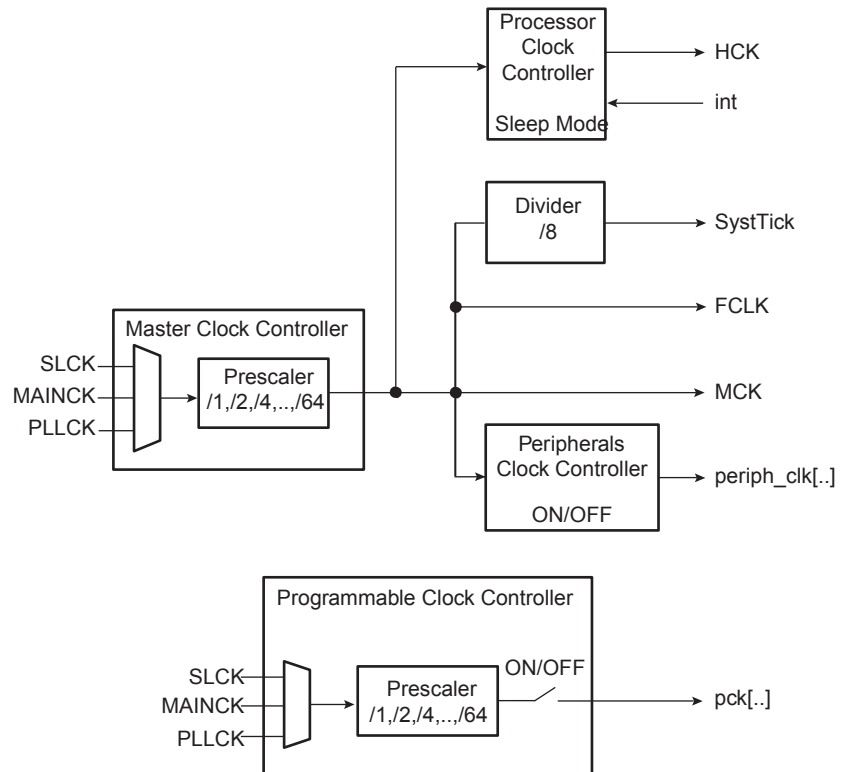 Processor
Clock
Controller
Sleep Mode
HCK
int
Divider
/8
SystTick
FCLK
Master Clock Controller
SLCK
MAINCK
PLLCK
Prescaler
/1,/2,/4,..,/64
MCK
Peripherals
Clock Controller
ON/OFF
periph_clk[..]
Programmable Clock Controller
SLCK
MAINCK
PLLCK
Prescaler
/1,/2,/4,..,/64
ON/OFF
pck[..]